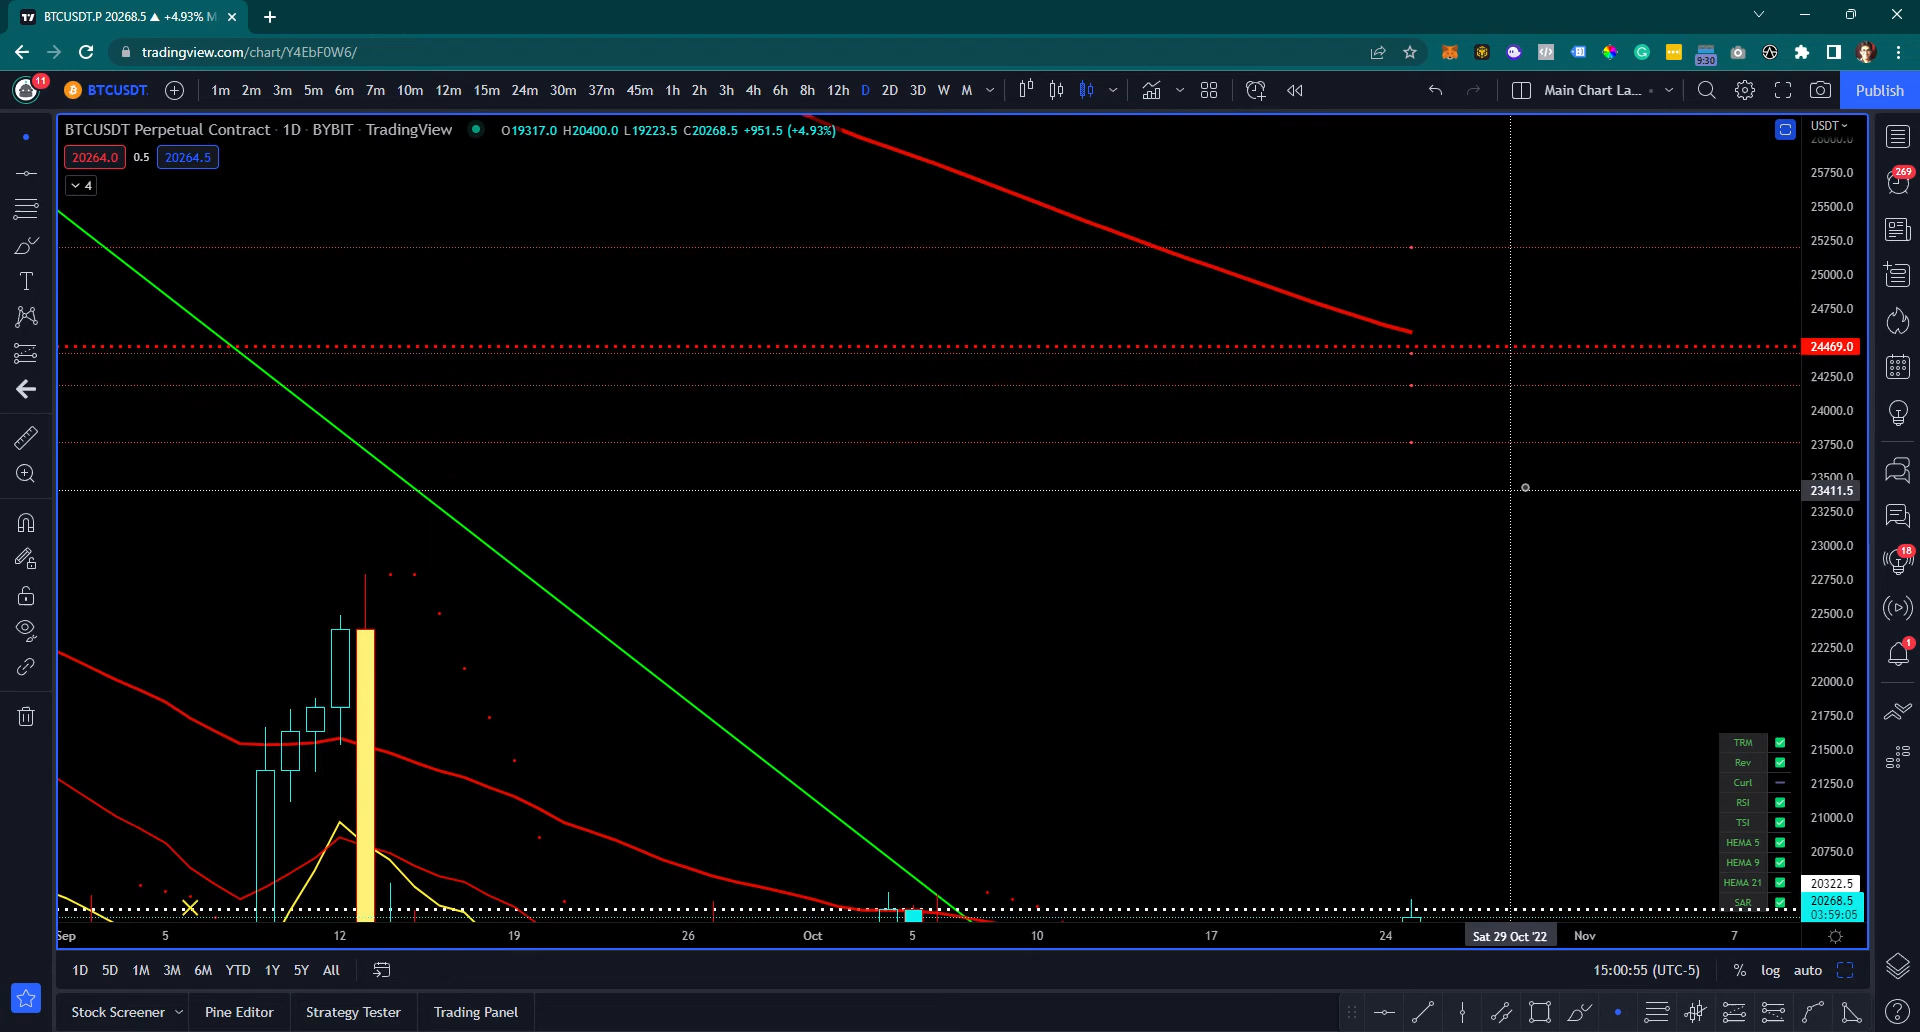 BTCUSDT.P 20268.5 ▲ +4.93% M
tradingview.com/chart/Y4EbF0W6/
9:30
11
BTCUSDT.
1m 2m 3m 5m 6m 7m 10m 12m 15m 24m 30m 37m 45m 1h 2h 3h 4h 6h 8h 12h D 2D 3D W M
Main Chart La...
Publish
BTCUSDT Perpetual Contract · 1D · BYBIT · TradingView
O19317.0 H20400.0 L19223.5 C20268.5 +951.5 (+4.93%)
USDT
20264.0 0.5 20264.5
4
26000.0
25750.0
25500.0
25250.0
25000.0
24750.0
24469.0
24250.0
24000.0
23750.0
23500.0
23411.5
23250.0
23000.0
22750.0
22500.0
22250.0
22000.0
21750.0
21500.0
21250.0
21000.0
20750.0
20322.5
20268.5
03:59:05
269
18
1
TRM
Rev
Curl
RSI
TSI
HEMA 5
HEMA 9
HEMA 21
SAR
Sep 5 12 19 26 Oct 5 10 17 24 Sat 29 Oct '22 Nov 7
1D 5D 1M 3M 6M YTD 1Y 5Y All
15:00:55 (UTC-5) % log auto
Stock Screener Pine Editor Strategy Tester Trading Panel